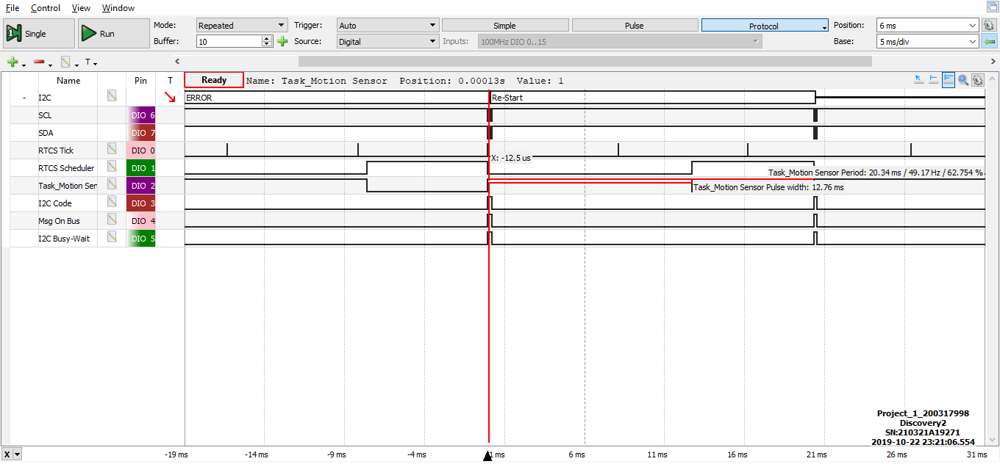 File Control View Window
Single Run Mode: Repeated Trigger: Auto Simple Pulse Protocol Position: 6 ms
Buffer: 10 Source: Digital Inputs: 100MHz DIO 0..15 Base: 5 ms/div
T
Name Pin T Ready Name: Task_Motion Sensor Position: 0.00013s Value: 1
- I2C ERROR Re-Start
SCL DIO 6
SDA DIO 7
RTCS Tick DIO 0
X: -12.5 us
RTCS Scheduler DIO 1
Task_Motion Sensor Period: 20.34 ms / 49.17 Hz / 62.754 %
Task_Motion Ser DIO 2 Task_Motion Sensor Pulse width: 12.76 ms
I2C Code DIO 3
Msg On Bus DIO 4
I2C Busy-Wait DIO 5
Project_1_200317998
Discovery2
SN:210321A19271
2019-10-22 23:21:06.554
X -19 ms -14 ms -9 ms -4 ms 1 ms 6 ms 11 ms 16 ms 21 ms 26 ms 31 ms